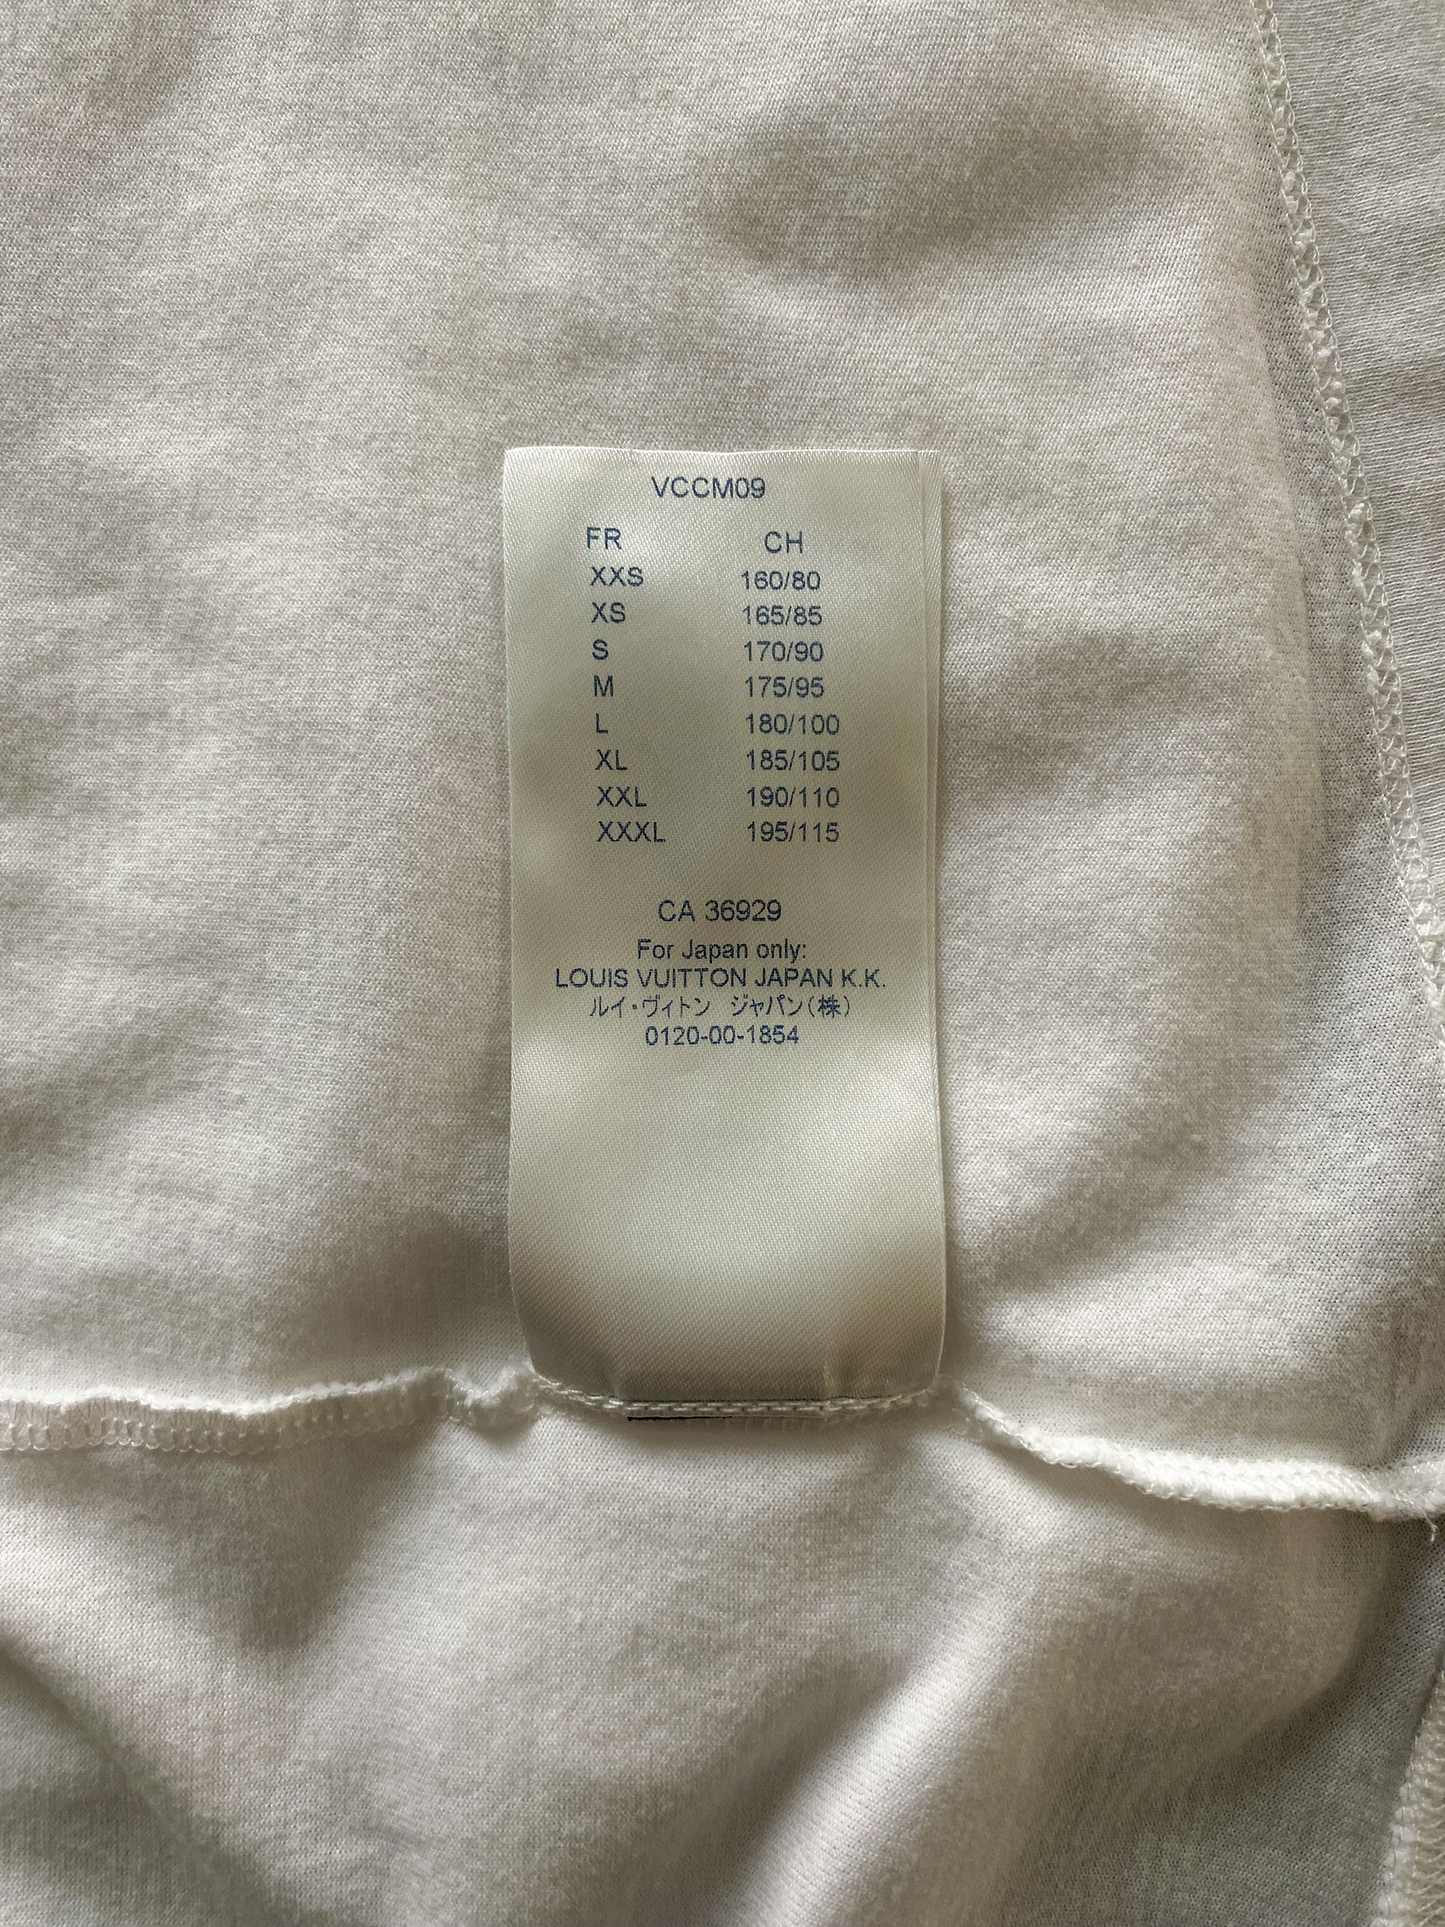 VCCM09
FR CH
XXS 160/80
XS 165/85
S 170/90
M 175/95
L 180/100
XL 185/105
XXL 190/110
XXXL 195/115
CA 36929
For Japan only:
LOUIS VUITTON JAPAN K.K.
ルイ・ヴィトン ジャパン(株)
0120-00-1854